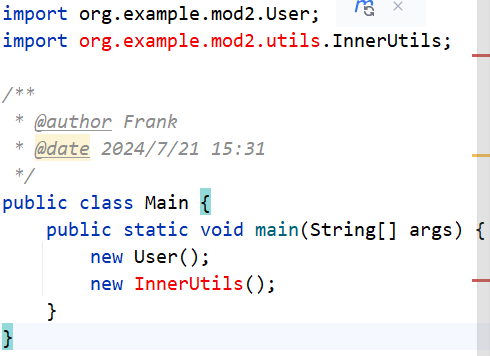 import org.example.mod2.User;
import org.example.mod2.utils.InnerUtils;
/**
 * @author Frank
 * @date 2024/7/21 15:31
 */
public class Main {
    public static void main(String[] args) {
        new User();
        new InnerUtils();
    }
}